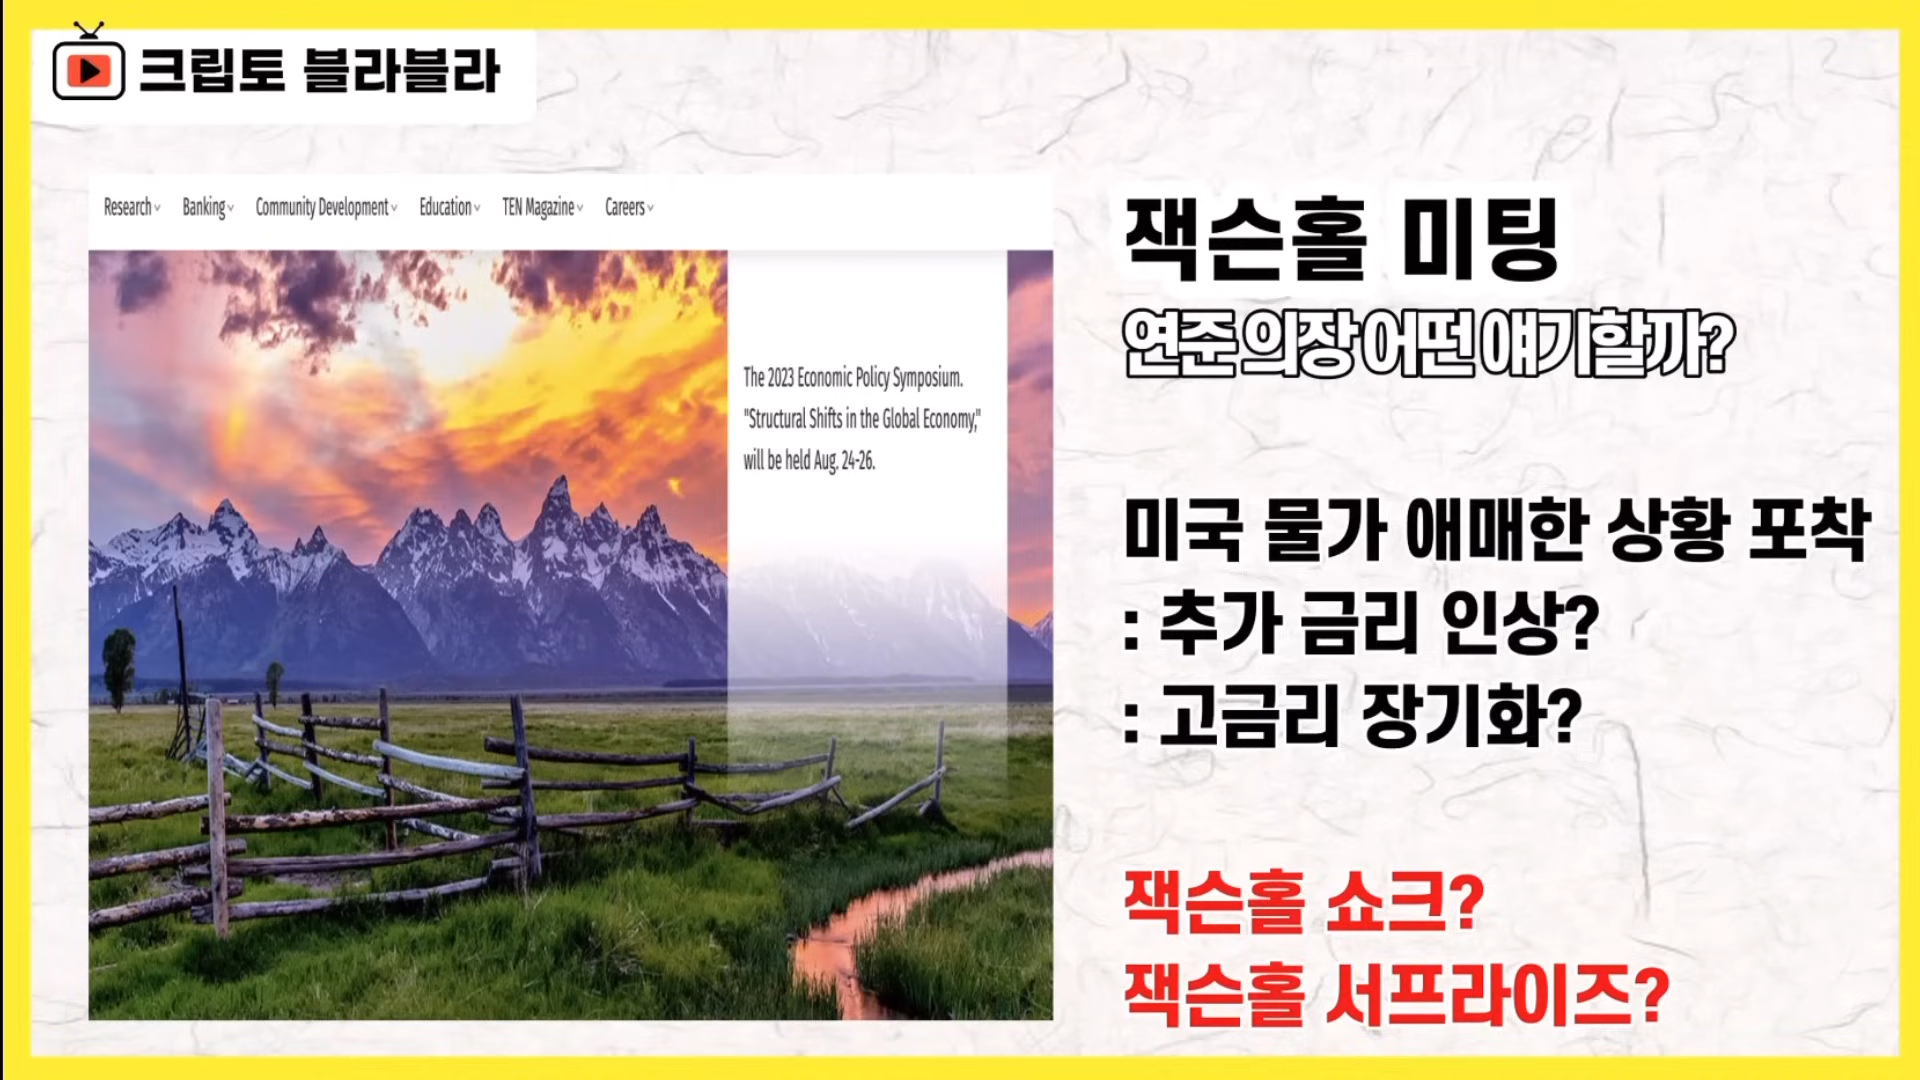 크립토 블라블라
Research Banking Community Development Education TEN Magazine Careers
The 2023 Economic Policy Symposium.
"Structural Shifts in the Global Economy,"
will be held Aug. 24-26.
잭슨홀 미팅
연준 의장 어떤 얘기할까?
미국 물가 애매한 상황 포착
: 추가 금리 인상?
: 고금리 장기화?
잭슨홀 쇼크?
잭슨홀 서프라이즈?